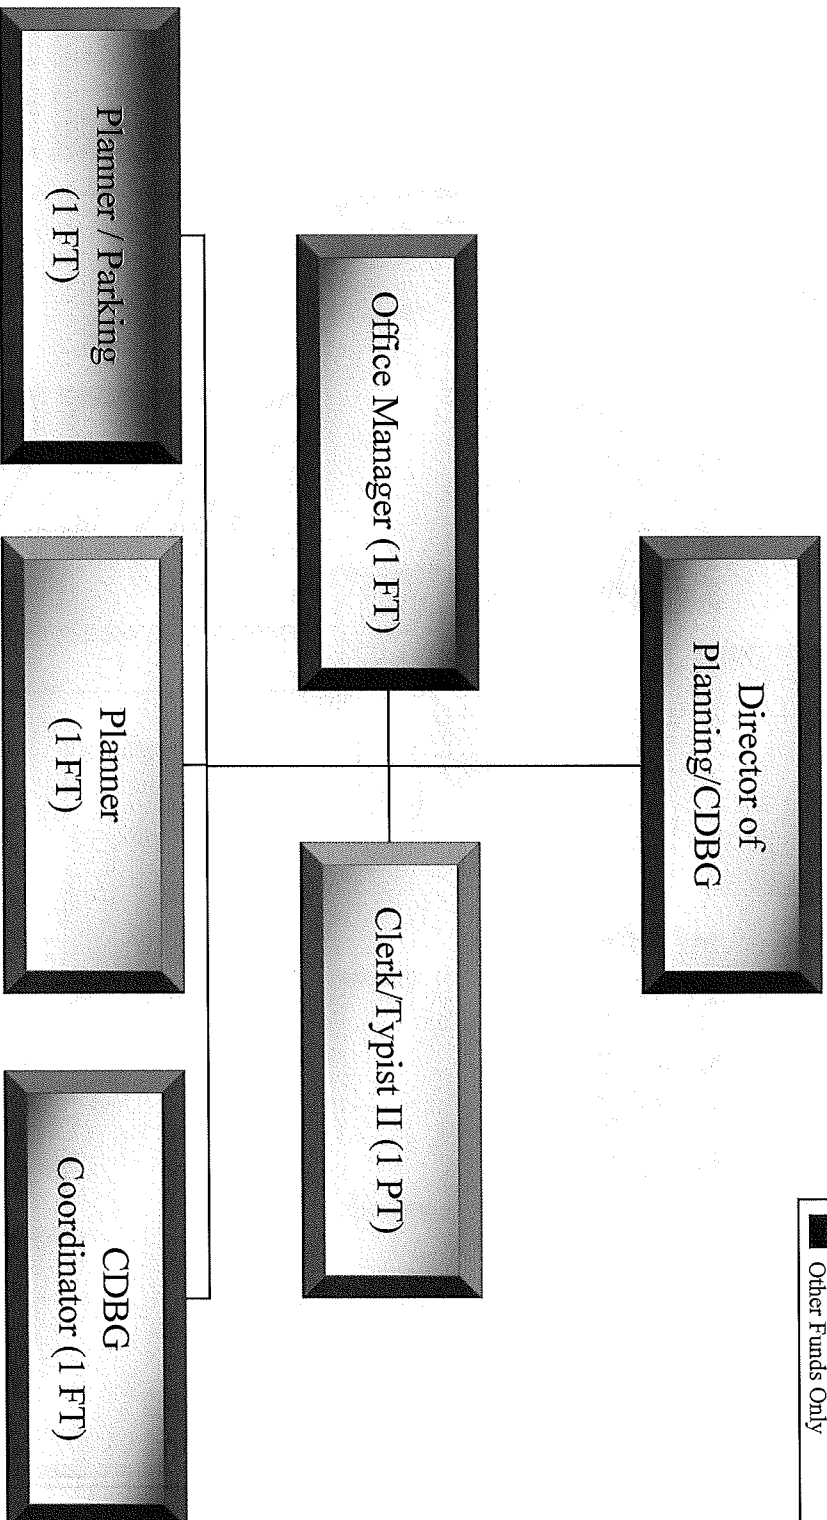 Other Funds Only
Director of
Planning/CDBG
Office Manager (1 FT)
Clerk/Typist II (1 PT)
Planner / Parking
(1 FT)
Planner
(1 FT)
CDBG
Coordinator (1 FT)